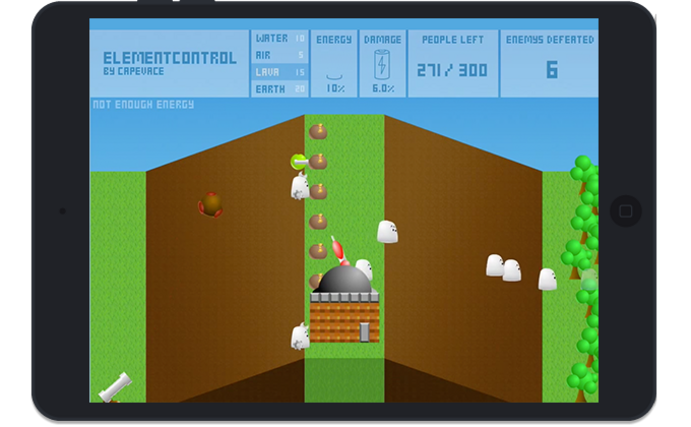 ELEMENTCONTROL
BY CAPEVACE
WATER 10
AIR 5
LAVA 15
EARTH 20
ENERGY
10%
DAMAGE
6.0%
PEOPLE LEFT
271/ 300
ENEMYS DEFEATED
6
NOT ENOUGH ENERGY